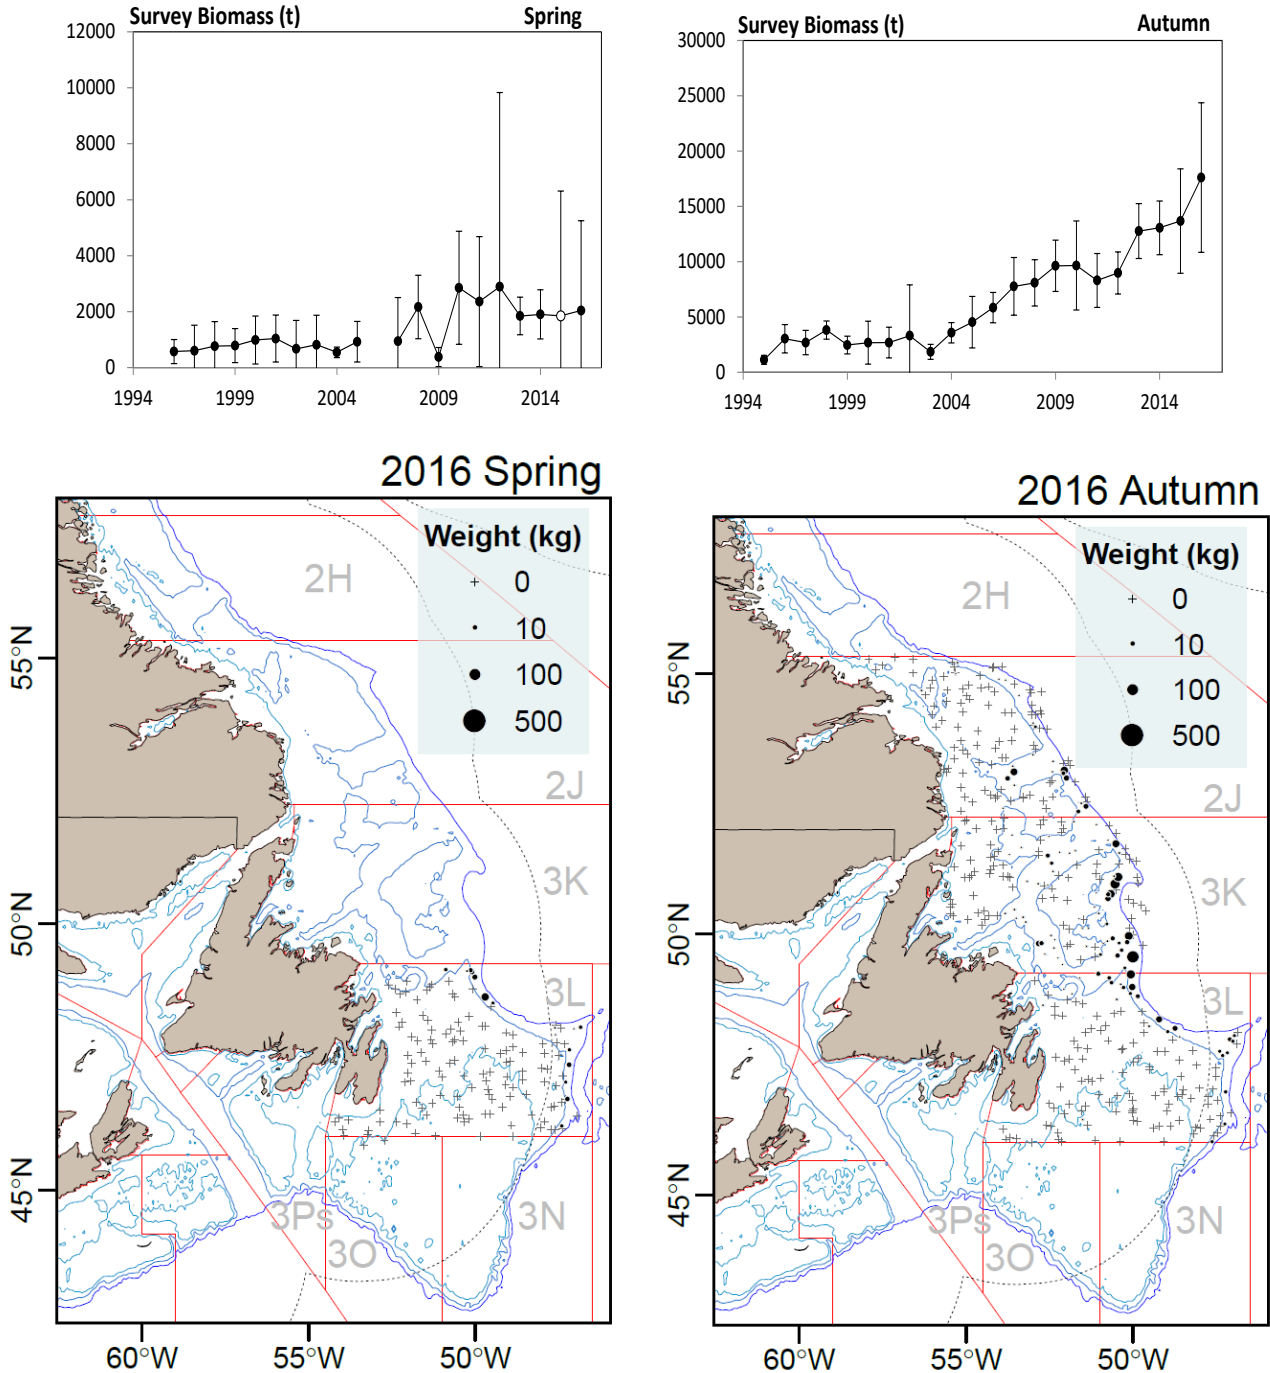 Survey Biomass (t) Spring
12000
10000
8000
6000
4000
2000
0
1994 1999 2004 2009 2014
Survey Biomass (t) Autumn
30000
25000
20000
15000
10000
5000
0
1994 1999 2004 2009 2014
2016 Spring
Weight (kg)
0
10
100
500
2H
2J
3K
3L
3N
3Ps
3O
55°N
50°N
45°N
60°W 55°W 50°W
2016 Autumn
Weight (kg)
0
10
100
500
2H
2J
3K
3L
3N
3Ps
3O
55°N
50°N
45°N
60°W 55°W 50°W